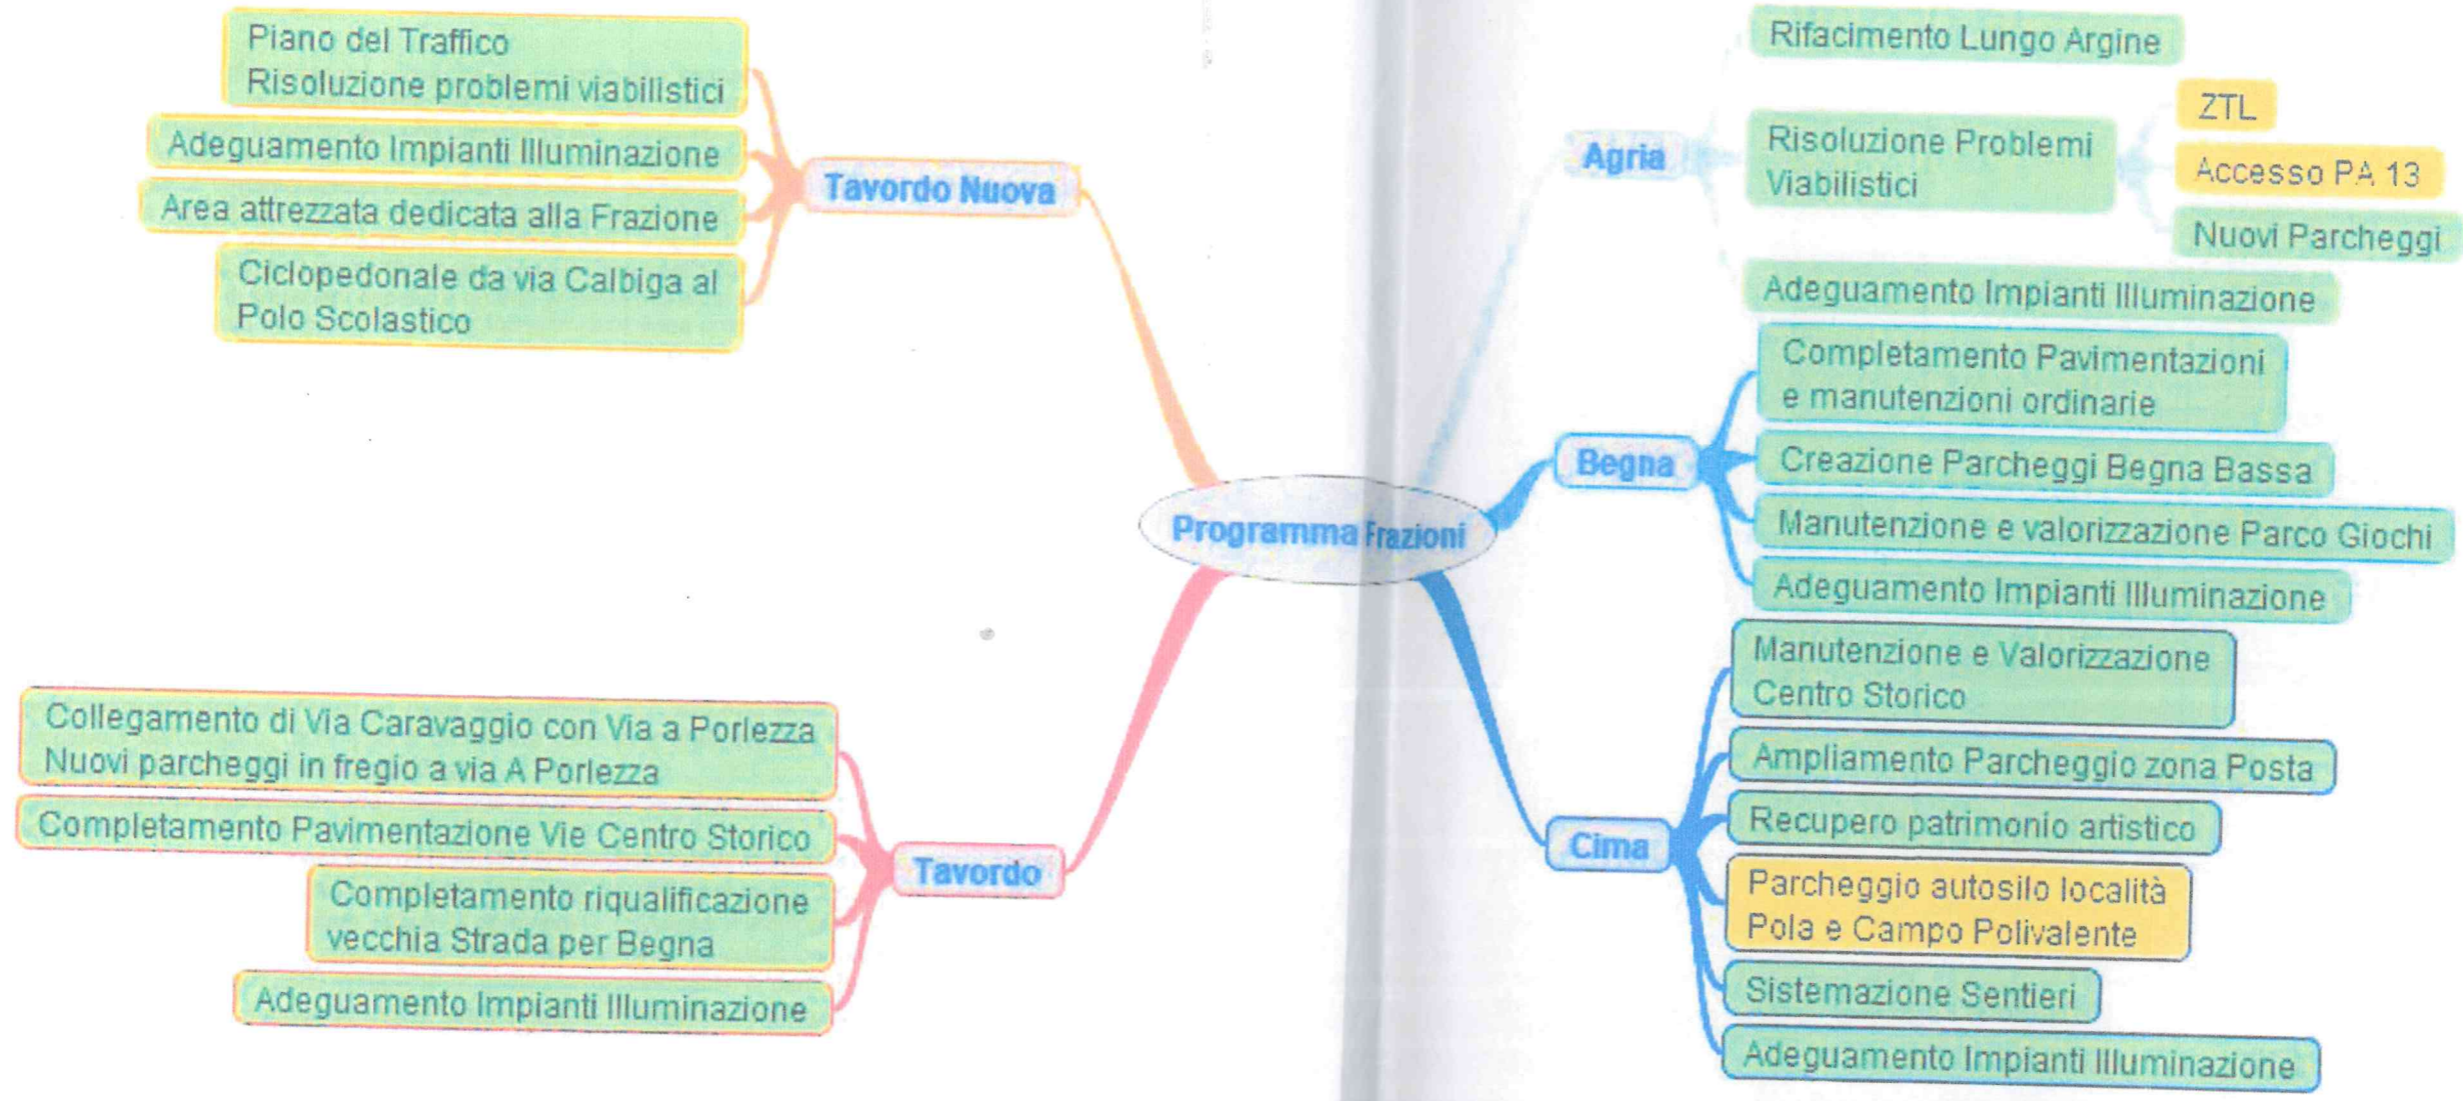 Piano del Traffico
Risoluzione problemi viabilistici
Adeguamento Impianti Illuminazione
Area attrezzata dedicata alla Frazione
Ciclopedonale da via Calbiga al
Polo Scolastico
Tavordo Nuova
Collegamento di Via Caravaggio con Via a Porlezza
Nuovi parcheggi in fregio a via A Porlezza
Completamento Pavimentazione Vie Centro Storico
Completamento riqualificazione
vecchia Strada per Begna
Adeguamento Impianti Illuminazione
Tavordo
Programma Frazioni
Agria
Rifacimento Lungo Argine
Risoluzione Problemi
Viabilistici
ZTL
Accesso PA 13
Nuovi Parcheggi
Adeguamento Impianti Illuminazione
Begna
Completamento Pavimentazioni
e manutenzioni ordinarie
Creazione Parcheggi Begna Bassa
Manutenzione e valorizzazione Parco Giochi
Adeguamento Impianti Illuminazione
Cima
Manutenzione e Valorizzazione
Centro Storico
Ampliamento Parcheggio zona Posta
Recupero patrimonio artistico
Parcheggio autosilo località
Pola e Campo Polivalente
Sistemazione Sentieri
Adeguamento Impianti Illuminazione